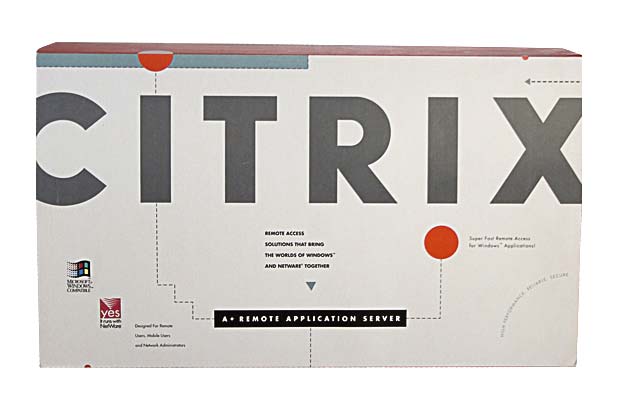 CITRIX
REMOTE ACCESS
SOLUTIONS THAT BRING
THE WORLDS OF WINDOWS™
AND NETWARE™ TOGETHER
Super Fast Remote Access
for Windows™ Applications!
MICROSOFT®
WINDOWS™
COMPATIBLE
yes
It runs with
NetWare
Designed For Remote
Users, Mobile Users
and Network Administrators
A+ REMOTE APPLICATION SERVER
HIGH PERFORMANCE, RELIABLE, SECURE